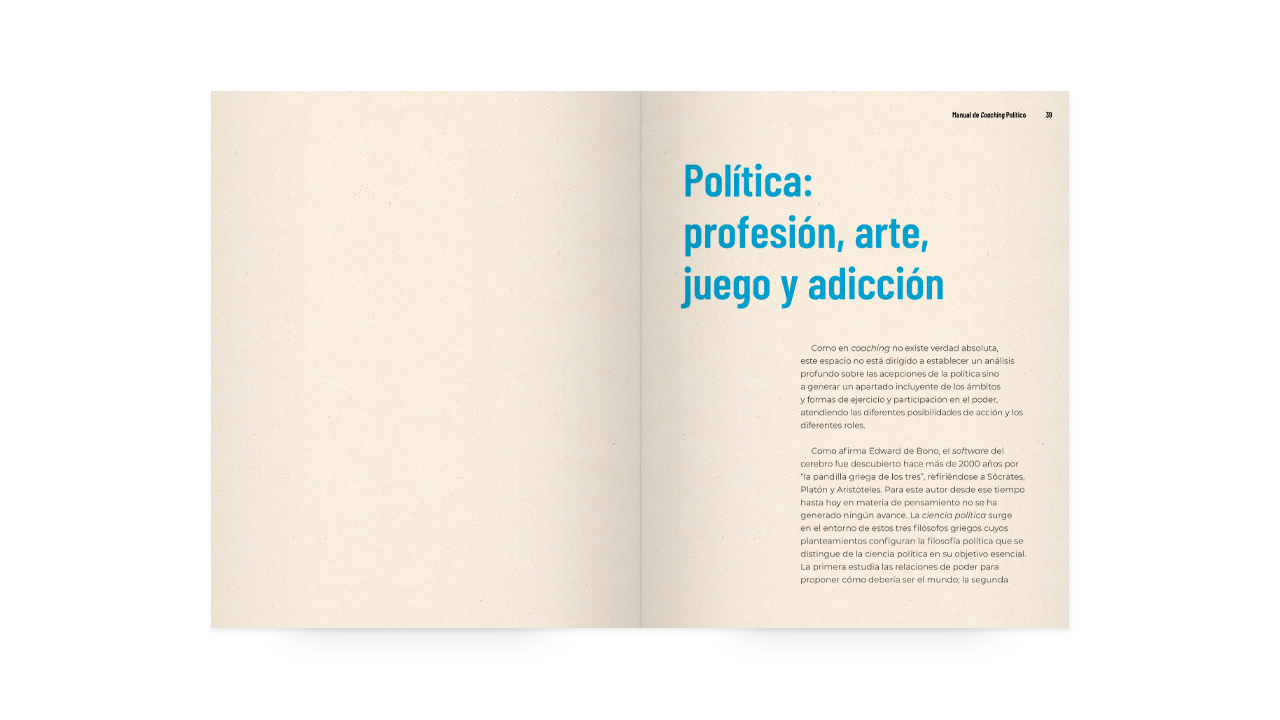 Manual de Coaching Político 39
Política:
profesión, arte,
juego y adicción
Como en coaching no existe verdad absoluta,
este espacio no está dirigido a establecer un análisis
profundo sobre las acepciones de la política sino
a generar un apartado incluyente de los ámbitos
y formas de ejercicio y participación en el poder,
atendiendo las diferentes posibilidades de acción y los
diferentes roles.
Como afirma Edward de Bono, el software del
cerebro fue descubierto hace más de 2000 años por
“la pandilla griega de los tres”, refiriéndose a Sócrates,
Platón y Aristóteles. Para este autor desde ese tiempo
hasta hoy en materia de pensamiento no se ha
generado ningún avance. La ciencia política surge
en el entorno de estos tres filósofos griegos cuyos
planteamientos configuran la filosofía política que se
distingue de la ciencia política en su objetivo esencial.
La primera estudia las relaciones de poder para
proponer cómo debería ser el mundo; la segunda